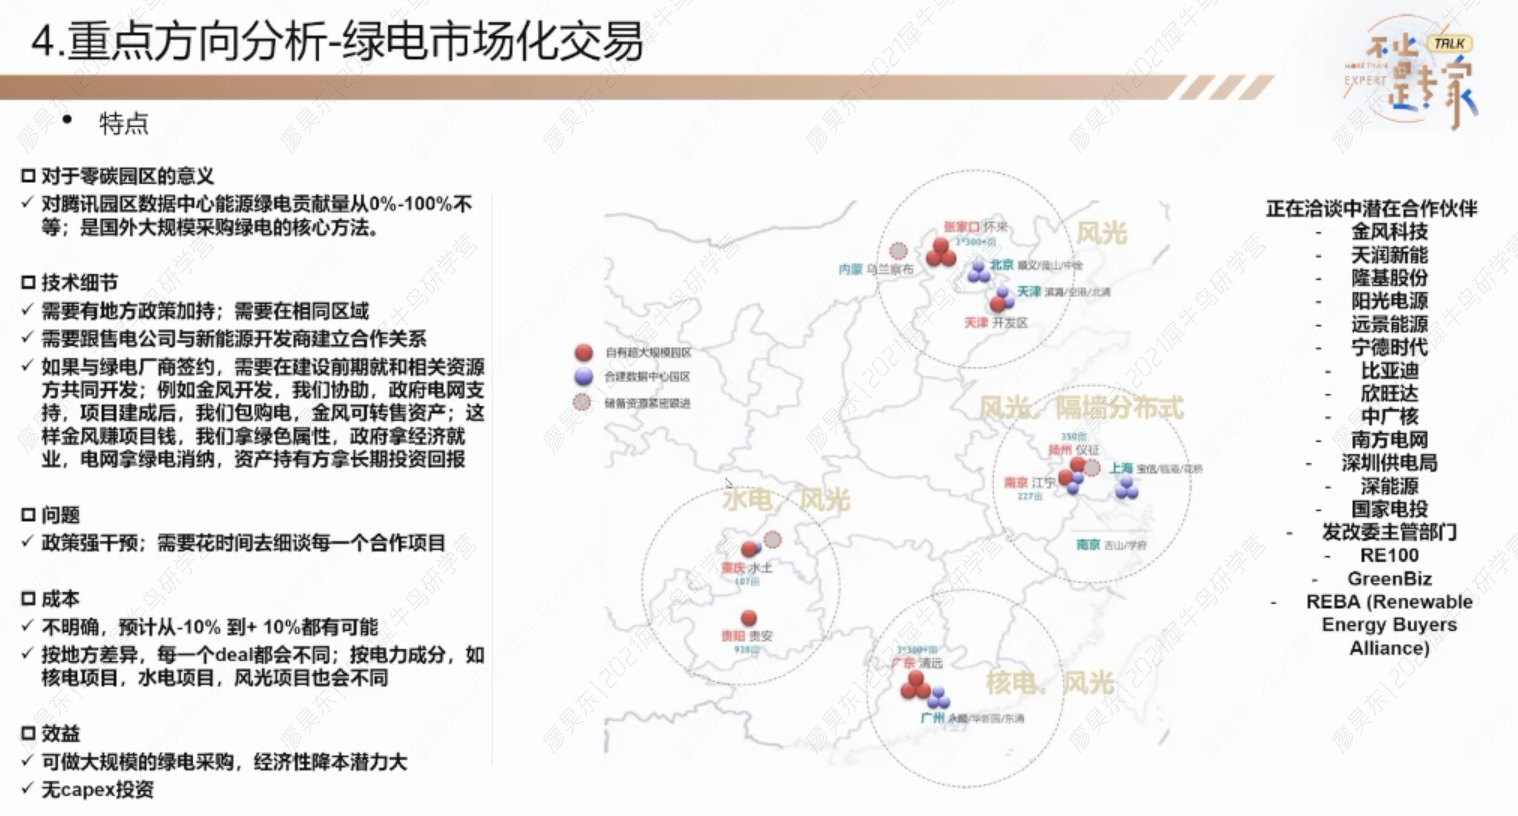 4.重点方向分析-绿电市场化交易
不止
TALK
MORE THAN
EXPERT
是专家
• 特点
对于零碳园区的意义
✓ 对腾讯园区数据中心能源绿电贡献量从0%-100%不
等；是国外大规模采购绿电的核心方法。
技术细节
✓ 需要有地方政策加持；需要在相同区域
✓ 需要跟售电公司与新能源开发商建立合作关系
✓ 如果与绿电厂商签约，需要在建设前期就和相关资源
方共同开发；例如金风开发，我们协助，政府电网支
持，项目建成后，我们包购电，金风可转售资产；这
样金风赚项目钱，我们拿绿色属性，政府拿经济就
业，电网拿绿电消纳，资产持有方拿长期投资回报
问题
✓ 政策强干预；需要花时间去细谈每一个合作项目
成本
✓ 不明确，预计从-10% 到+ 10%都有可能
✓ 按地方差异，每一个deal都会不同；按电力成分，如
核电项目，水电项目，风光项目也会不同
效益
✓ 可做大规模的绿电采购，经济性降本潜力大
✓ 无capex投资
自有超大规模园区
合建数据中心园区
储备资源紧密跟进
风光
张家口 怀来
3*300+亩
内蒙 乌兰察布
北京 顺义/
天津 滨海/空港/北清
天津 开发区
风光，隔墙分布式
350亩
扬州 仪征
南京 江宁
227亩
上海 宝信/临港/花桥
南京 吉山/学府
水电，风光
重庆 水土
107亩
贵阳 贵安
928亩
3*300+亩
广东 清远
核电，风光
广州 永顺/华新园/东涌
正在洽谈中潜在合作伙伴
- 金风科技
- 天润新能
- 隆基股份
- 阳光电源
- 远景能源
- 宁德时代
- 比亚迪
- 欣旺达
- 中广核
- 南方电网
- 深圳供电局
- 深能源
- 国家电投
- 发改委主管部门
- RE100
- GreenBiz
- REBA (Renewable
Energy Buyers
Alliance)
廖昊东|2021犀牛鸟研学营